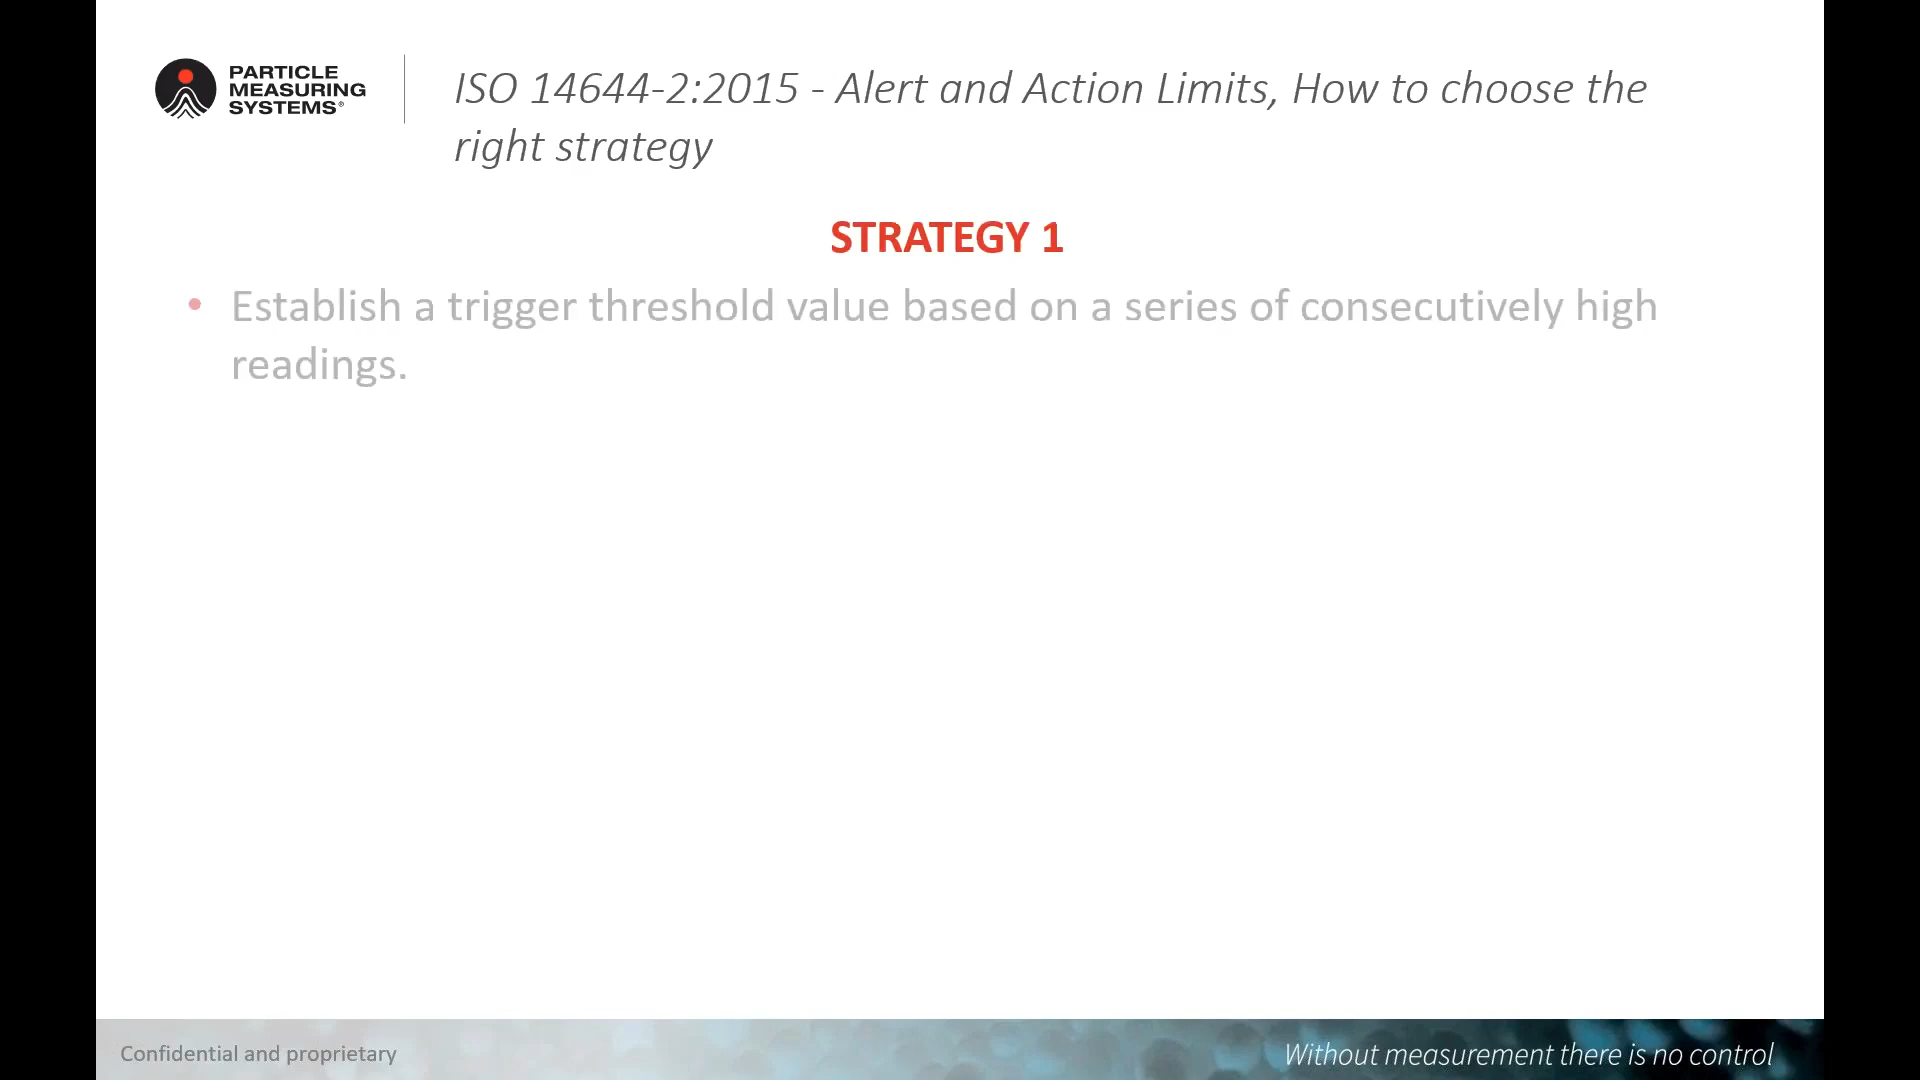 PARTICLE
MEASURING
SYSTEMS®
ISO 14644-2:2015 - Alert and Action Limits, How to choose the
right strategy
STRATEGY 1
• Establish a trigger threshold value based on a series of consecutively high
readings.
Confidential and proprietary
Without measurement there is no control